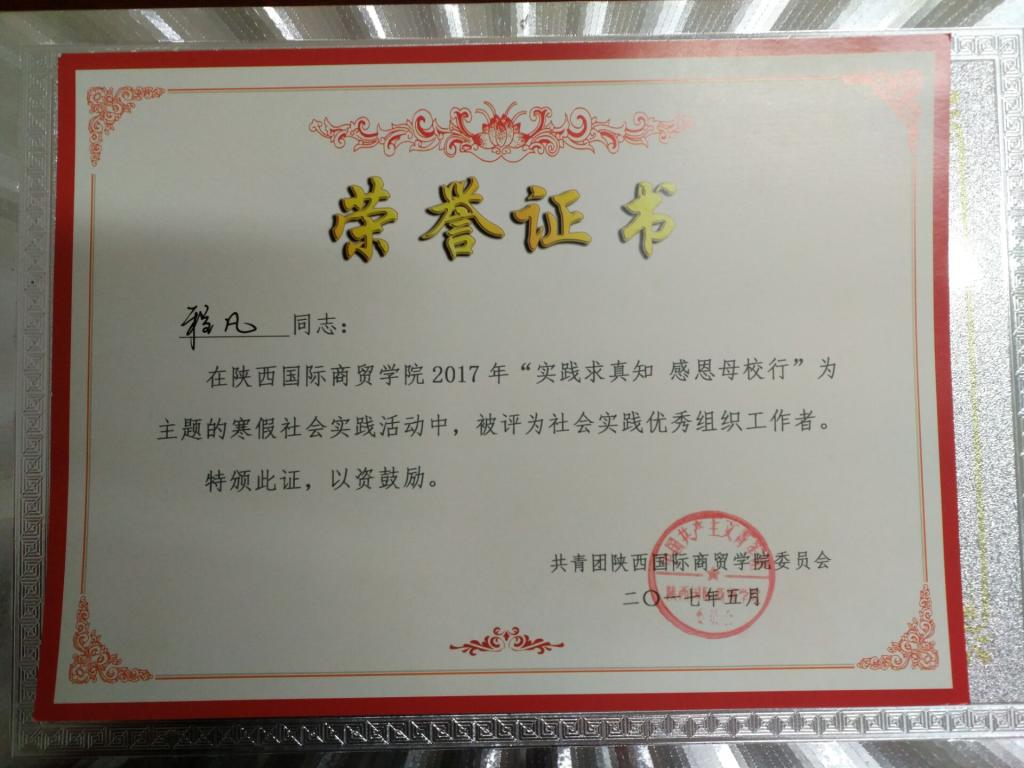 荣誉证书
程凡 同志：
在陕西国际商贸学院2017年“实践求真知 感恩母校行”为
主题的寒假社会实践活动中，被评为社会实践优秀组织工作者。
特颁此证，以资鼓励。
共青团陕西国际商贸学院委员会
二〇一七年五月